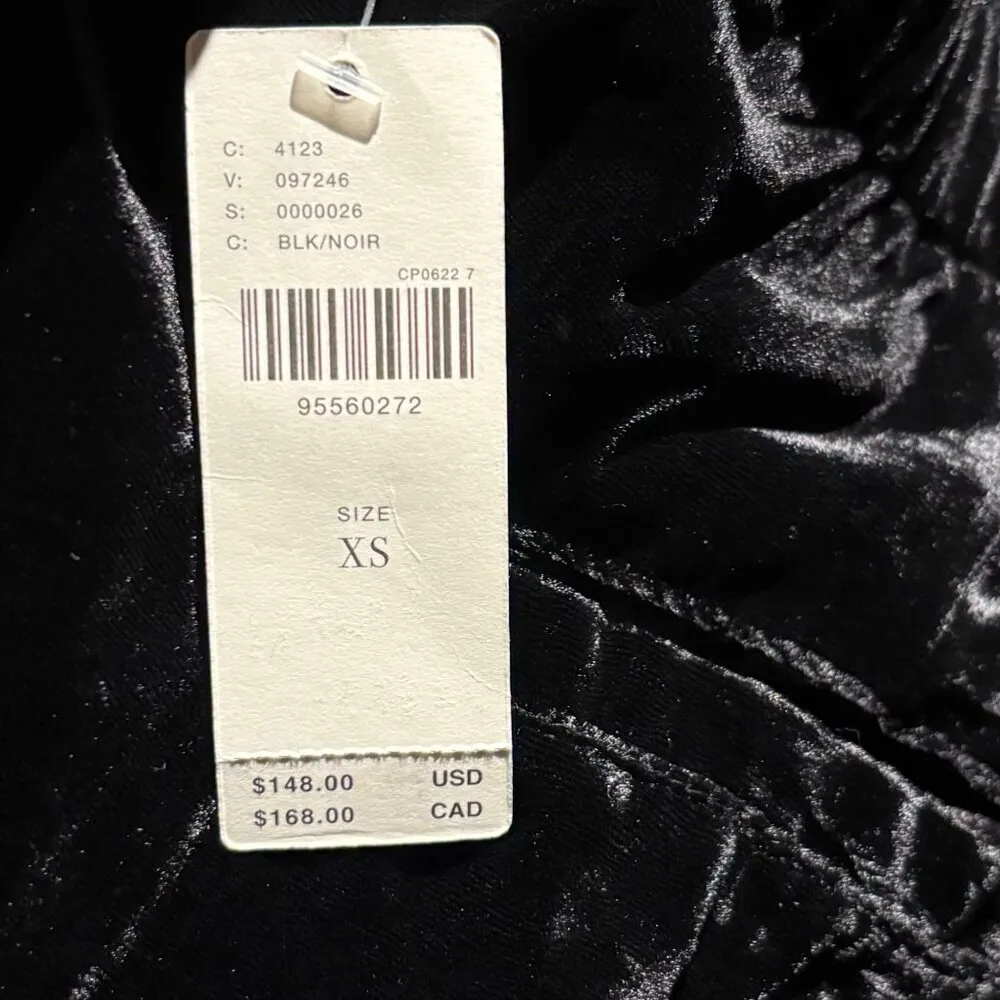 C: 4123
V: 097246
S: 0000026
C: BLK/NOIR
CP0622 7
95560272
SIZE
XS
$148.00 USD
$168.00 CAD